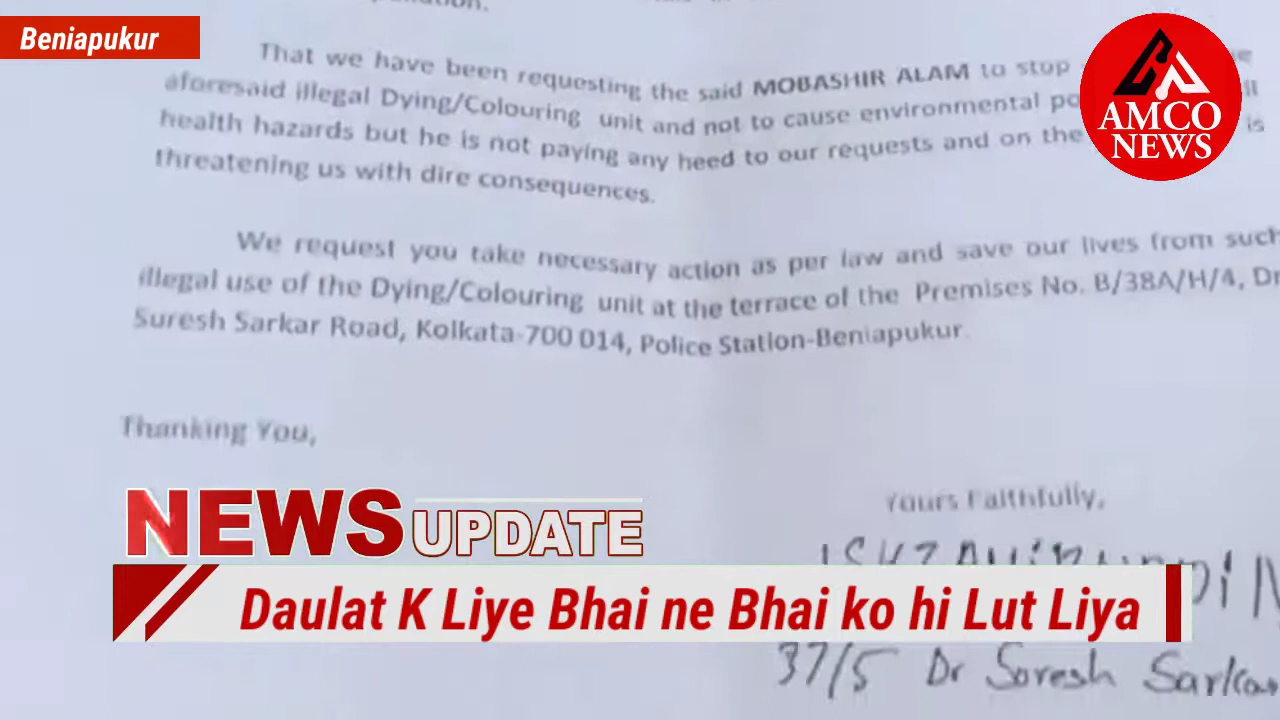 Beniapukur
AMCO
NEWS
That we have been requesting the said MOBASHIR ALAM to stop
aforesaid illegal Dying/Colouring unit and not to cause environmental
health hazards but he is not paying any heed to our requests and on the is
threatening us with dire consequences.
We request you take necessary action as per law and save our lives from such
illegal use of the Dying/Colouring unit at the terrace of the Premises No. B/38A/H/4, Dr
Suresh Sarkar Road, Kolkata-700 014, Police Station-Beniapukur.
Thanking You,
Yours Faithfully,
NEWS UPDATE
Daulat K Liye Bhai ne Bhai ko hi Lut Liya
37/5 Dr Soresh Sarkar